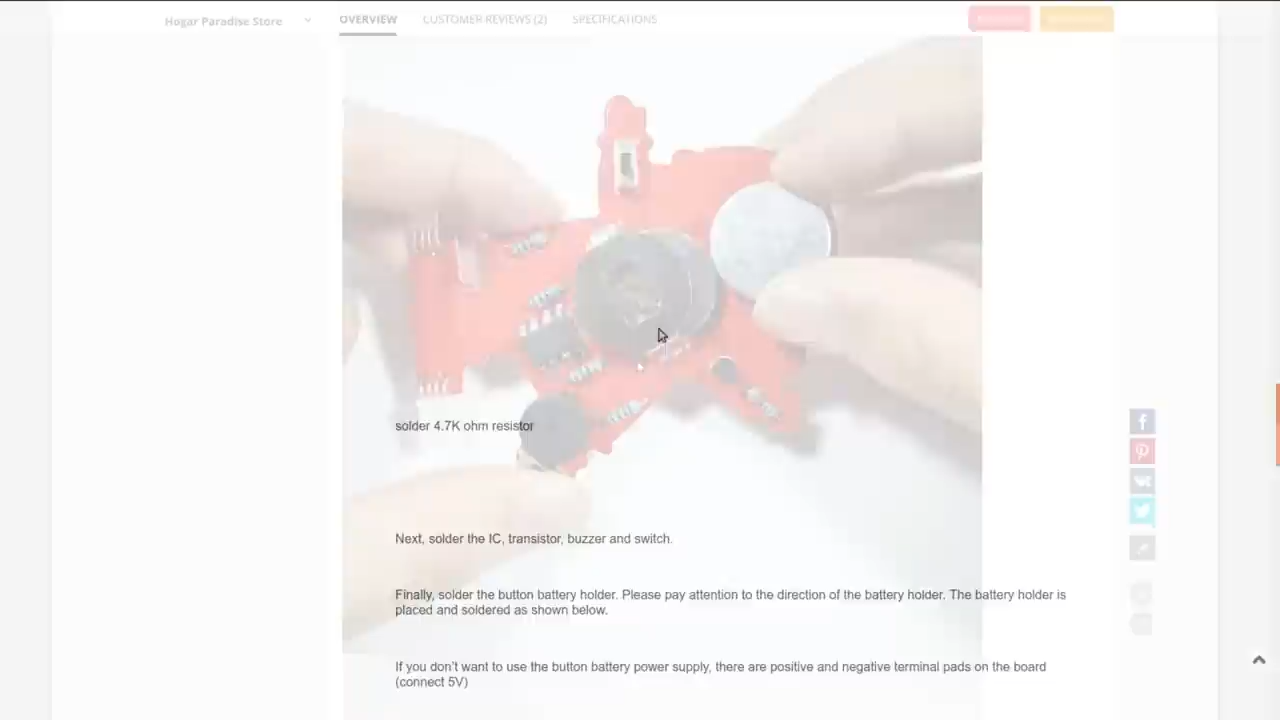 Hogar Paradise Store
OVERVIEW
CUSTOMER REVIEWS (2)
SPECIFICATIONS
solder 4.7K ohm resistor
Next, solder the IC, transistor, buzzer and switch.
Finally, solder the button battery holder. Please pay attention to the direction of the battery holder. The battery holder is
placed and soldered as shown below.
If you don't want to use the button battery power supply, there are positive and negative terminal pads on the board
(connect 5V)